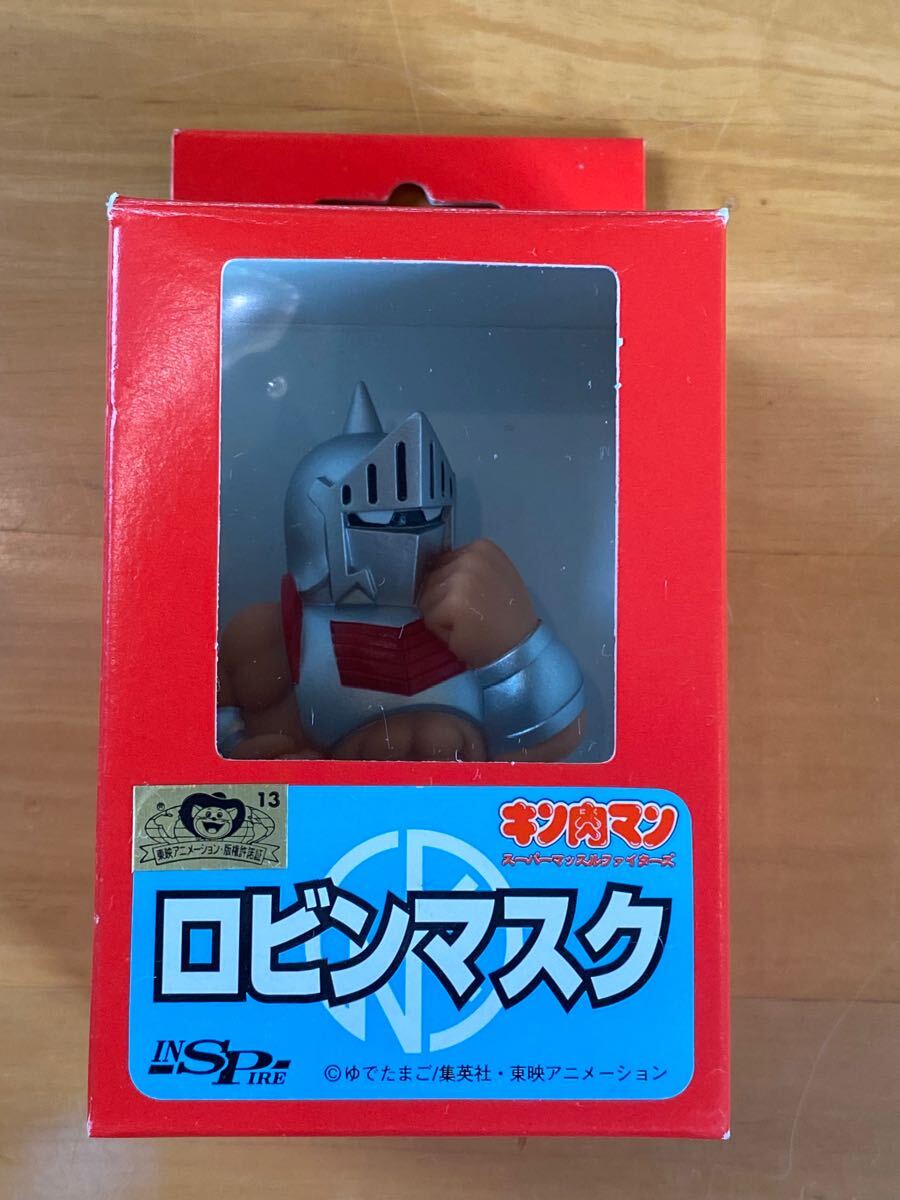 13
東映アニメーション・版権許諾証
キン肉マン
スーパーマッスルファイターズ
ロビンマスク
INSPIRE
©ゆでたまご/集英社・東映アニメーション